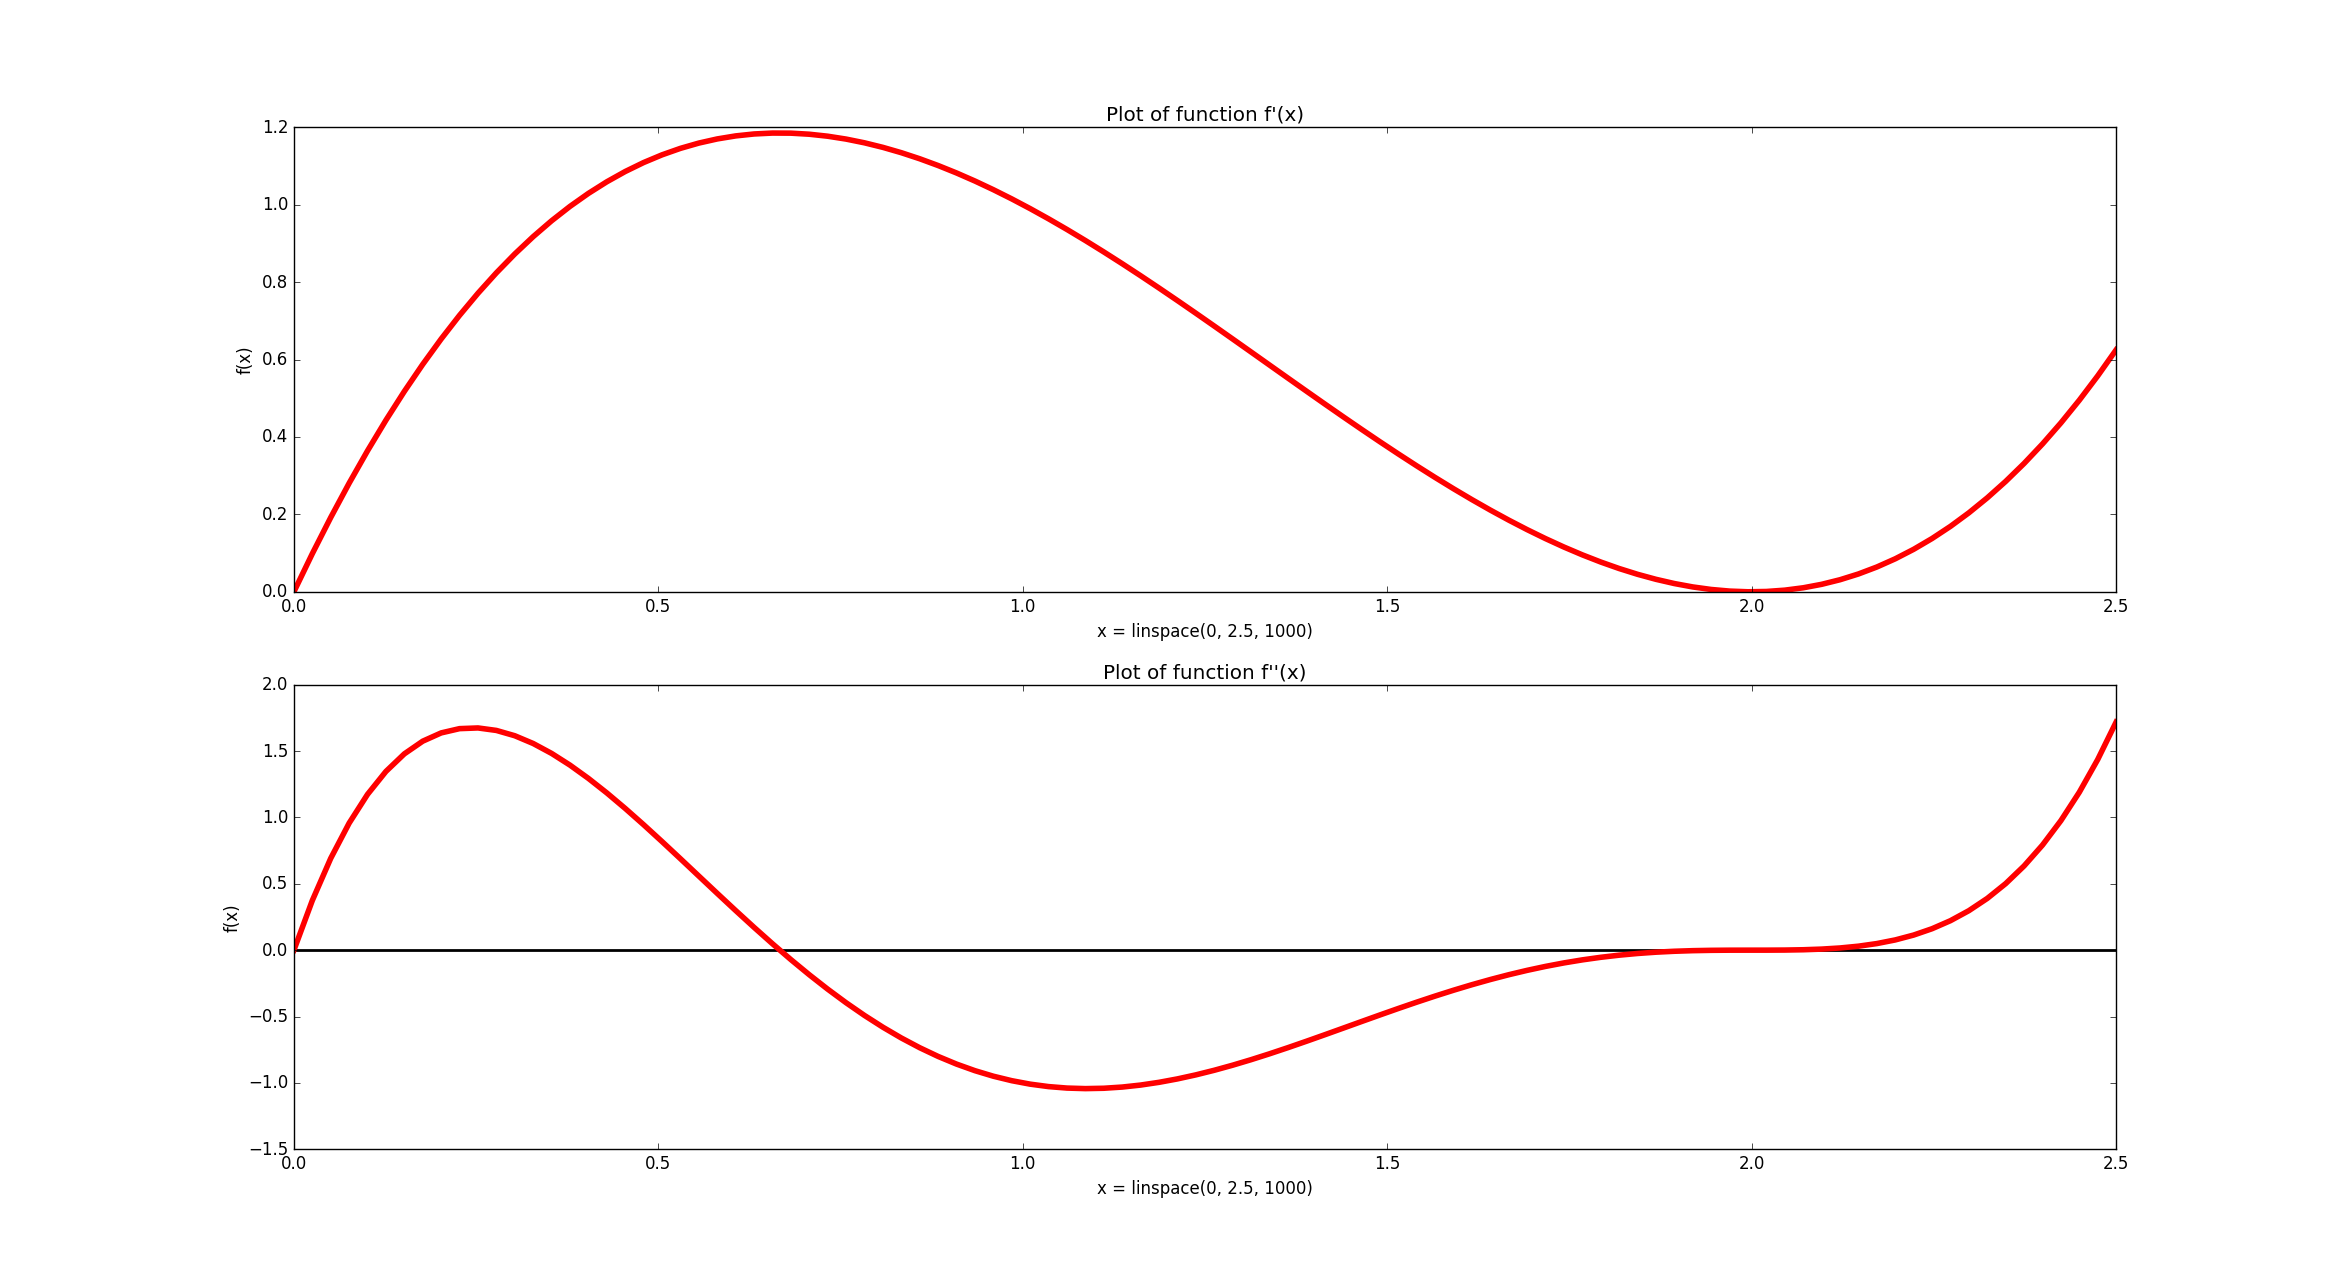 Plot of function f'(x)
1.2
1.0
0.8
0.6
0.4
0.2
0.0
f(x)
0.0 0.5 1.0 1.5 2.0 2.5
x = linspace(0, 2.5, 1000)
Plot of function f''(x)
2.0
1.5
1.0
0.5
0.0
−0.5
−1.0
−1.5
f(x)
0.0 0.5 1.0 1.5 2.0 2.5
x = linspace(0, 2.5, 1000)